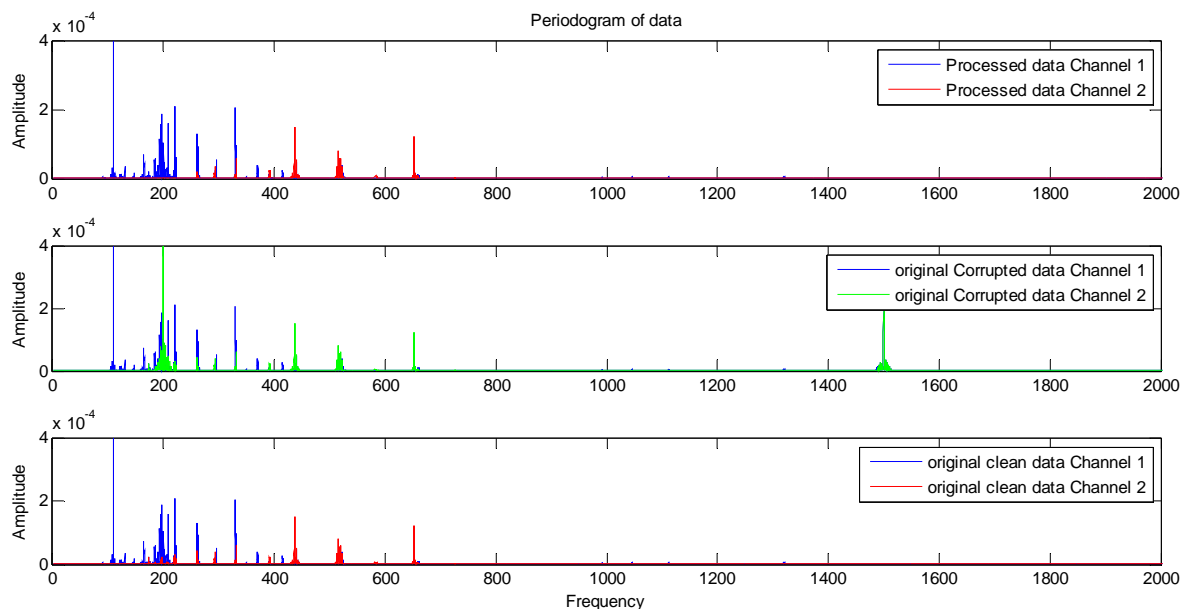 Periodogram of data
x 10^-4
Amplitude
4
2
0
Processed data Channel 1
Processed data Channel 2
0 200 400 600 800 1000 1200 1400 1600 1800 2000
x 10^-4
Amplitude
4
2
0
original Corrupted data Channel 1
original Corrupted data Channel 2
0 200 400 600 800 1000 1200 1400 1600 1800 2000
x 10^-4
Amplitude
4
2
0
original clean data Channel 1
original clean data Channel 2
0 200 400 600 800 1000 1200 1400 1600 1800 2000
Frequency